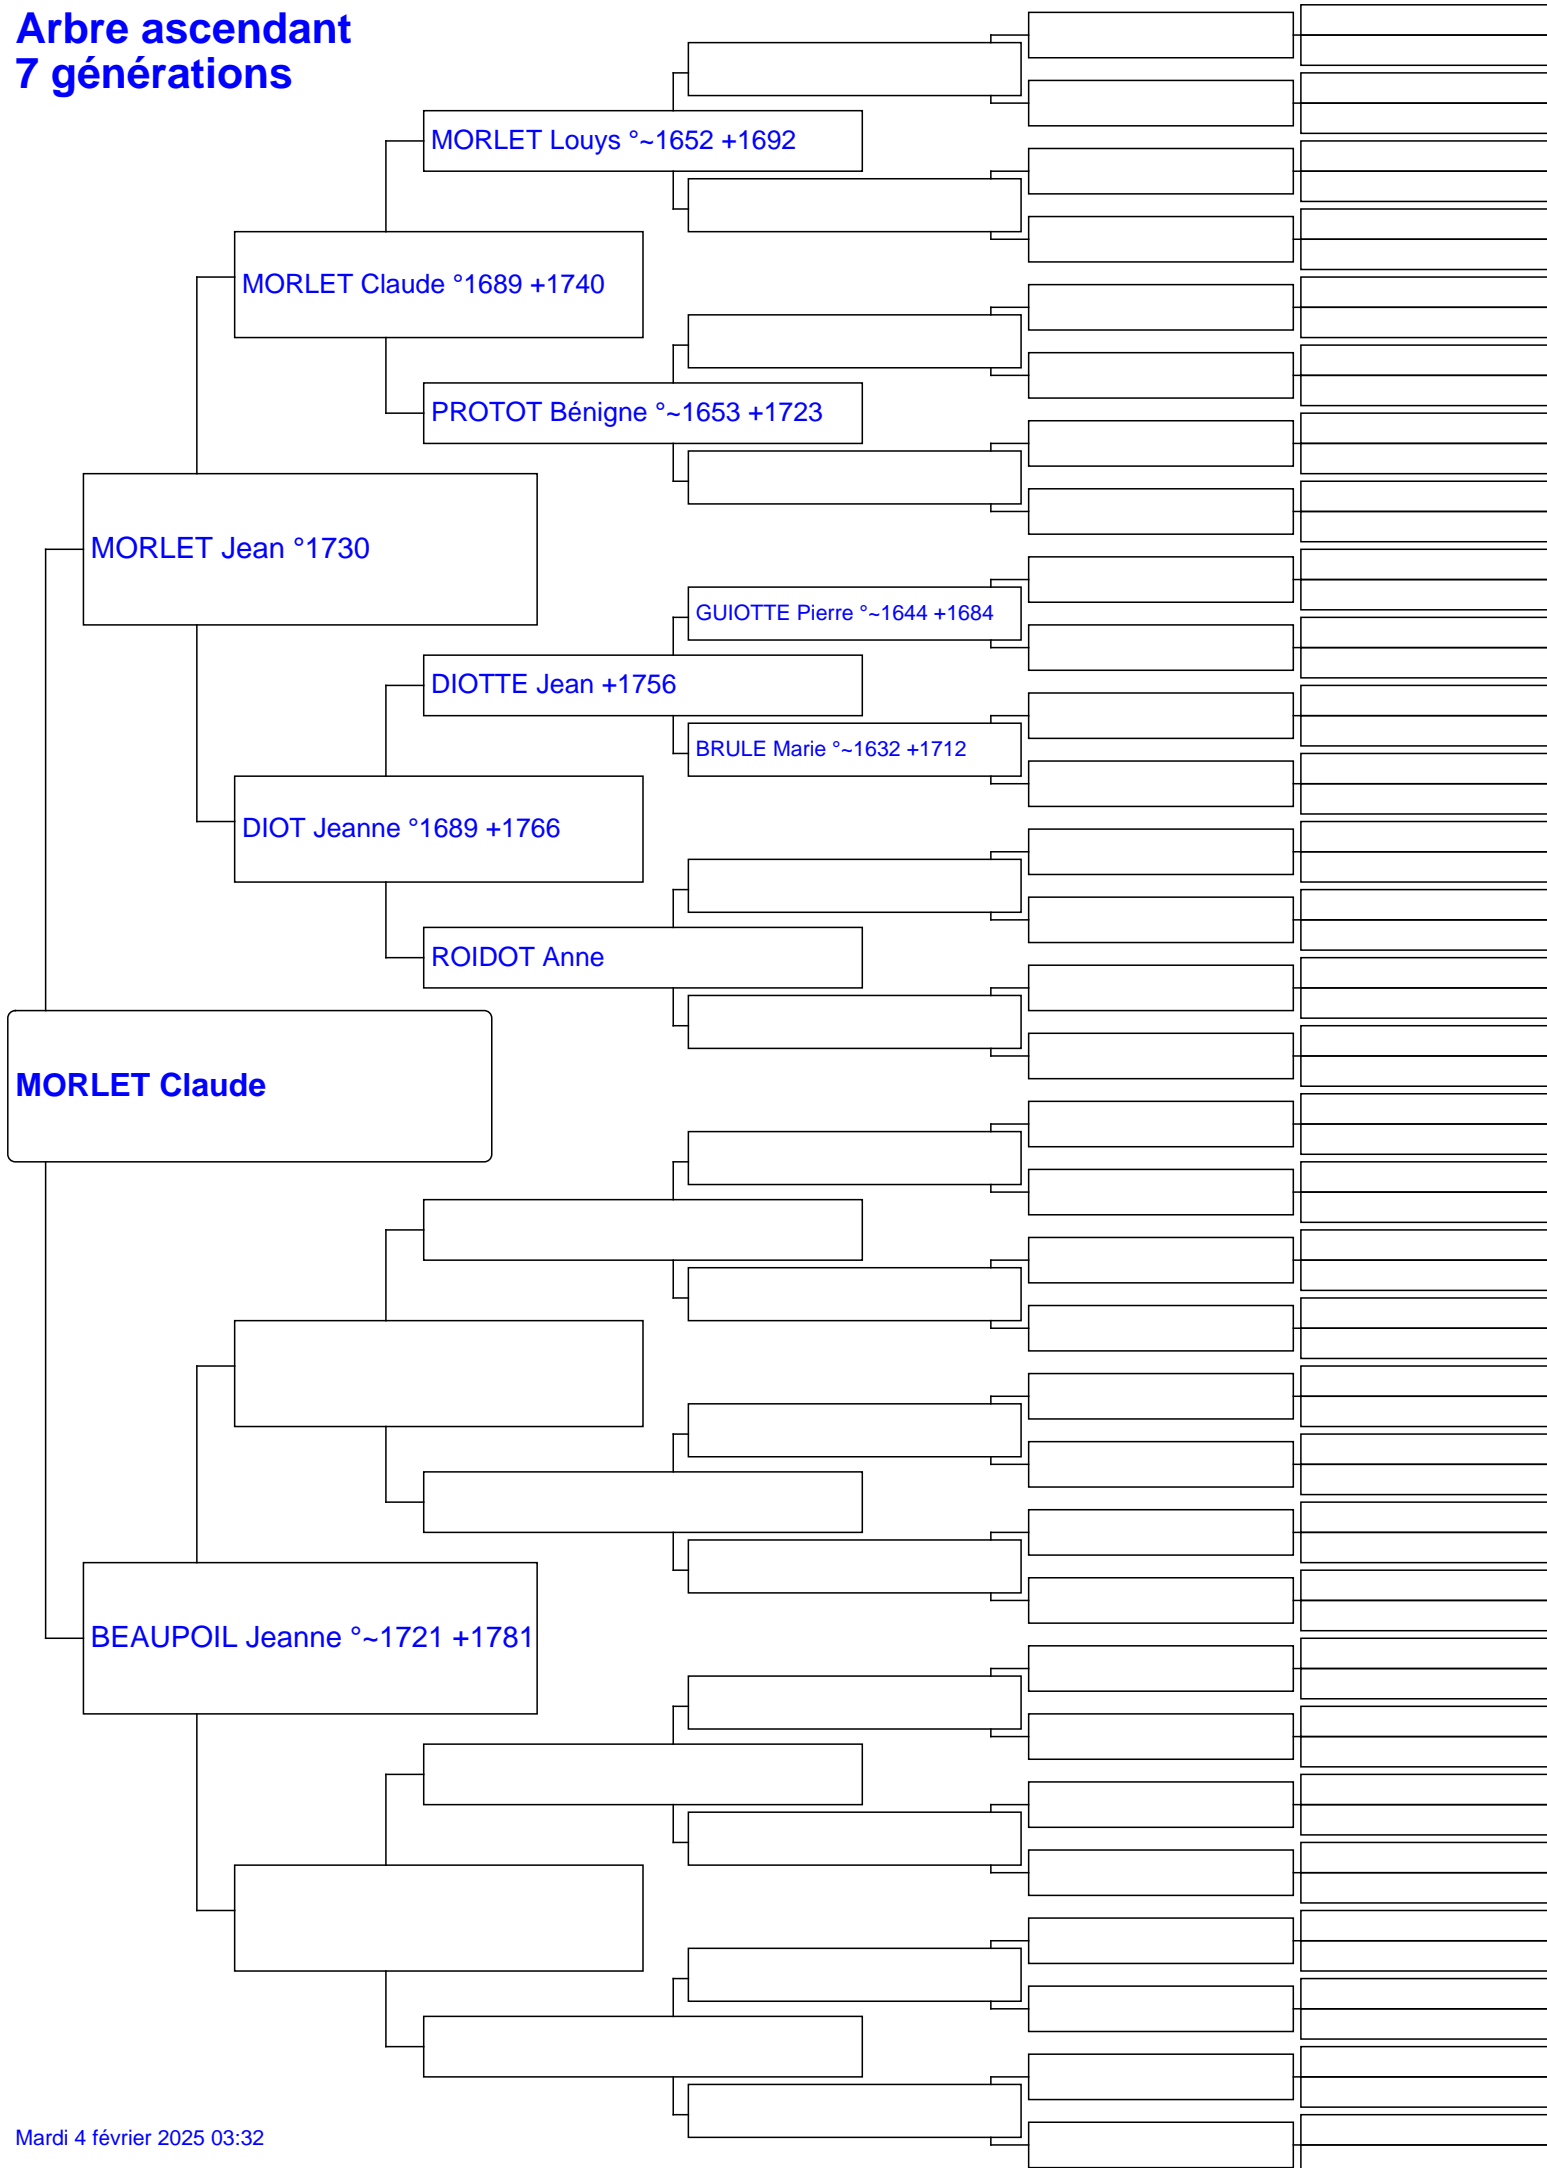 Arbre ascendant
7 générations
MORLET Louys °~1652 +1692
MORLET Claude °1689 +1740
PROTOT Bénigne °~1653 +1723
MORLET Jean °1730
GUIOTTE Pierre °~1644 +1684
DIOTTE Jean +1756
BRULE Marie °~1632 +1712
DIOT Jeanne °1689 +1766
ROIDOT Anne
MORLET Claude
BEAUPOIL Jeanne °~1721 +1781
Mardi 4 février 2025 03:32